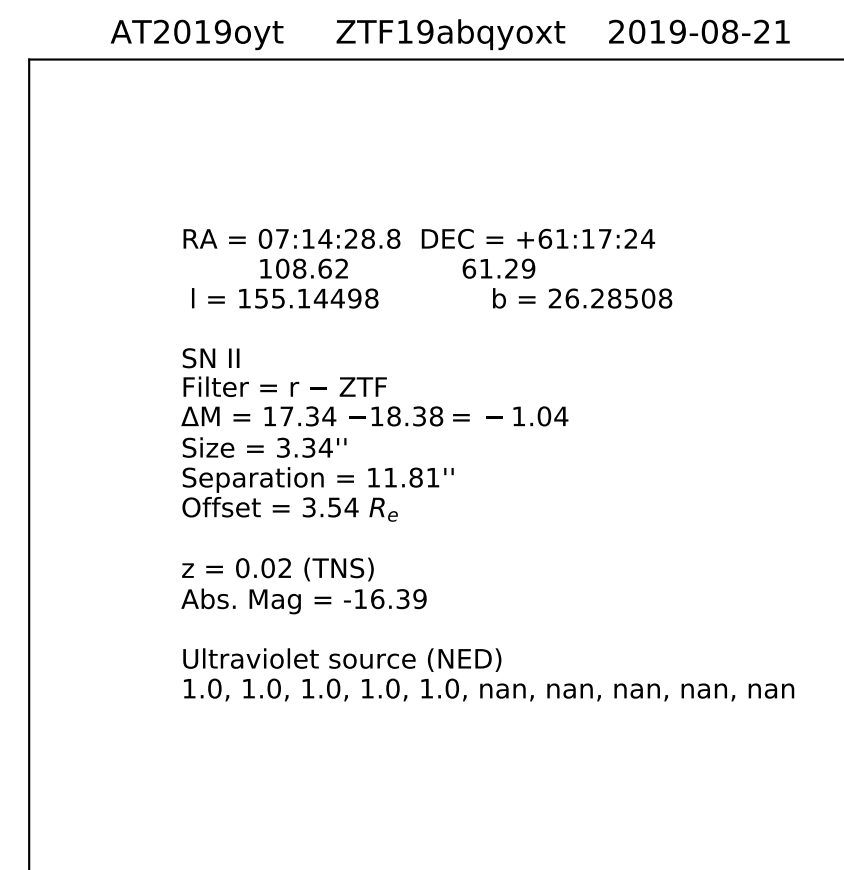 AT2019oyt ZTF19abqyoxt 2019-08-21
RA = 07:14:28.8 DEC = +61:17:24
108.62 61.29
l = 155.14498 b = 26.28508
SN II
Filter = r − ZTF
ΔM = 17.34 −18.38 = − 1.04
Size = 3.34''
Separation = 11.81''
Offset = 3.54 Re
z = 0.02 (TNS)
Abs. Mag = -16.39
Ultraviolet source (NED)
1.0, 1.0, 1.0, 1.0, 1.0, nan, nan, nan, nan, nan